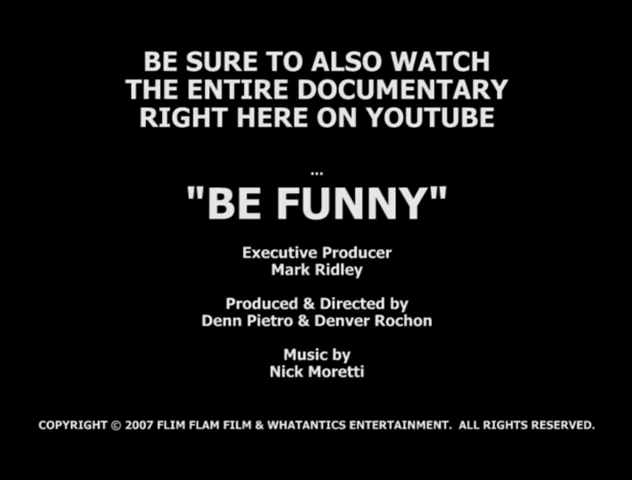 BE SURE TO ALSO WATCH
THE ENTIRE DOCUMENTARY
RIGHT HERE ON YOUTUBE
...
"BE FUNNY"
Executive Producer
Mark Ridley
Produced & Directed by
Denn Pietro & Denver Rochon
Music by
Nick Moretti
COPYRIGHT © 2007 FLIM FLAM FILM & WHATANTICS ENTERTAINMENT.  ALL RIGHTS RESERVED.